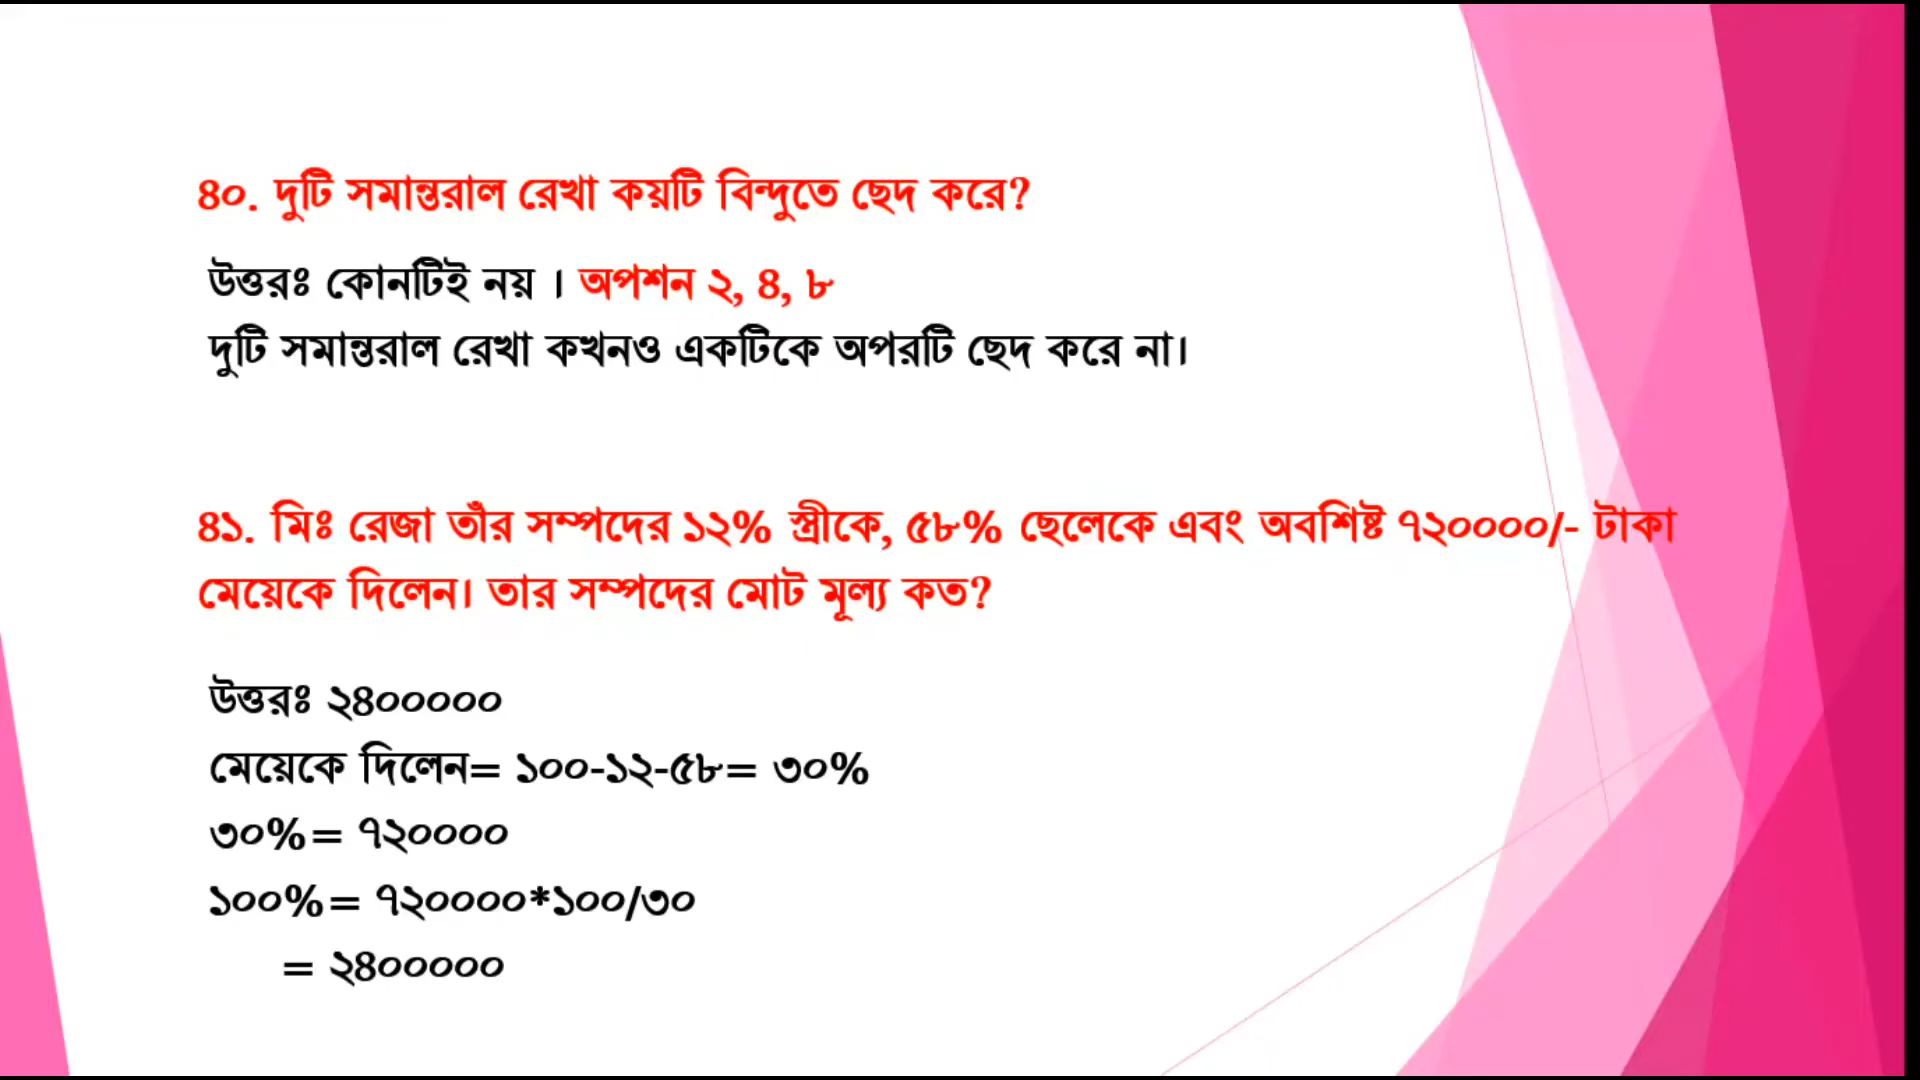 ৪০. দুটি সমান্তরাল রেখা কয়টি বিন্দুতে ছেদ করে?
উত্তরঃ কোনটিই নয় । অপশন ২, ৪, ৮
দুটি সমান্তরাল রেখা কখনও একটিকে অপরটি ছেদ করে না।
৪১. মিঃ রেজা তাঁর সম্পদের ১২% স্ত্রীকে, ৫৮% ছেলেকে এবং অবশিষ্ট ৭২০০০০/- টাকা
মেয়েকে দিলেন। তার সম্পদের মোট মূল্য কত?
উত্তরঃ ২৪০০০০০
মেয়েকে দিলেন= ১০০-১২-৫৮= ৩০%
৩০%= ৭২০০০০
১০০%= ৭২০০০০*১০০/৩০
= ২৪০০০০০